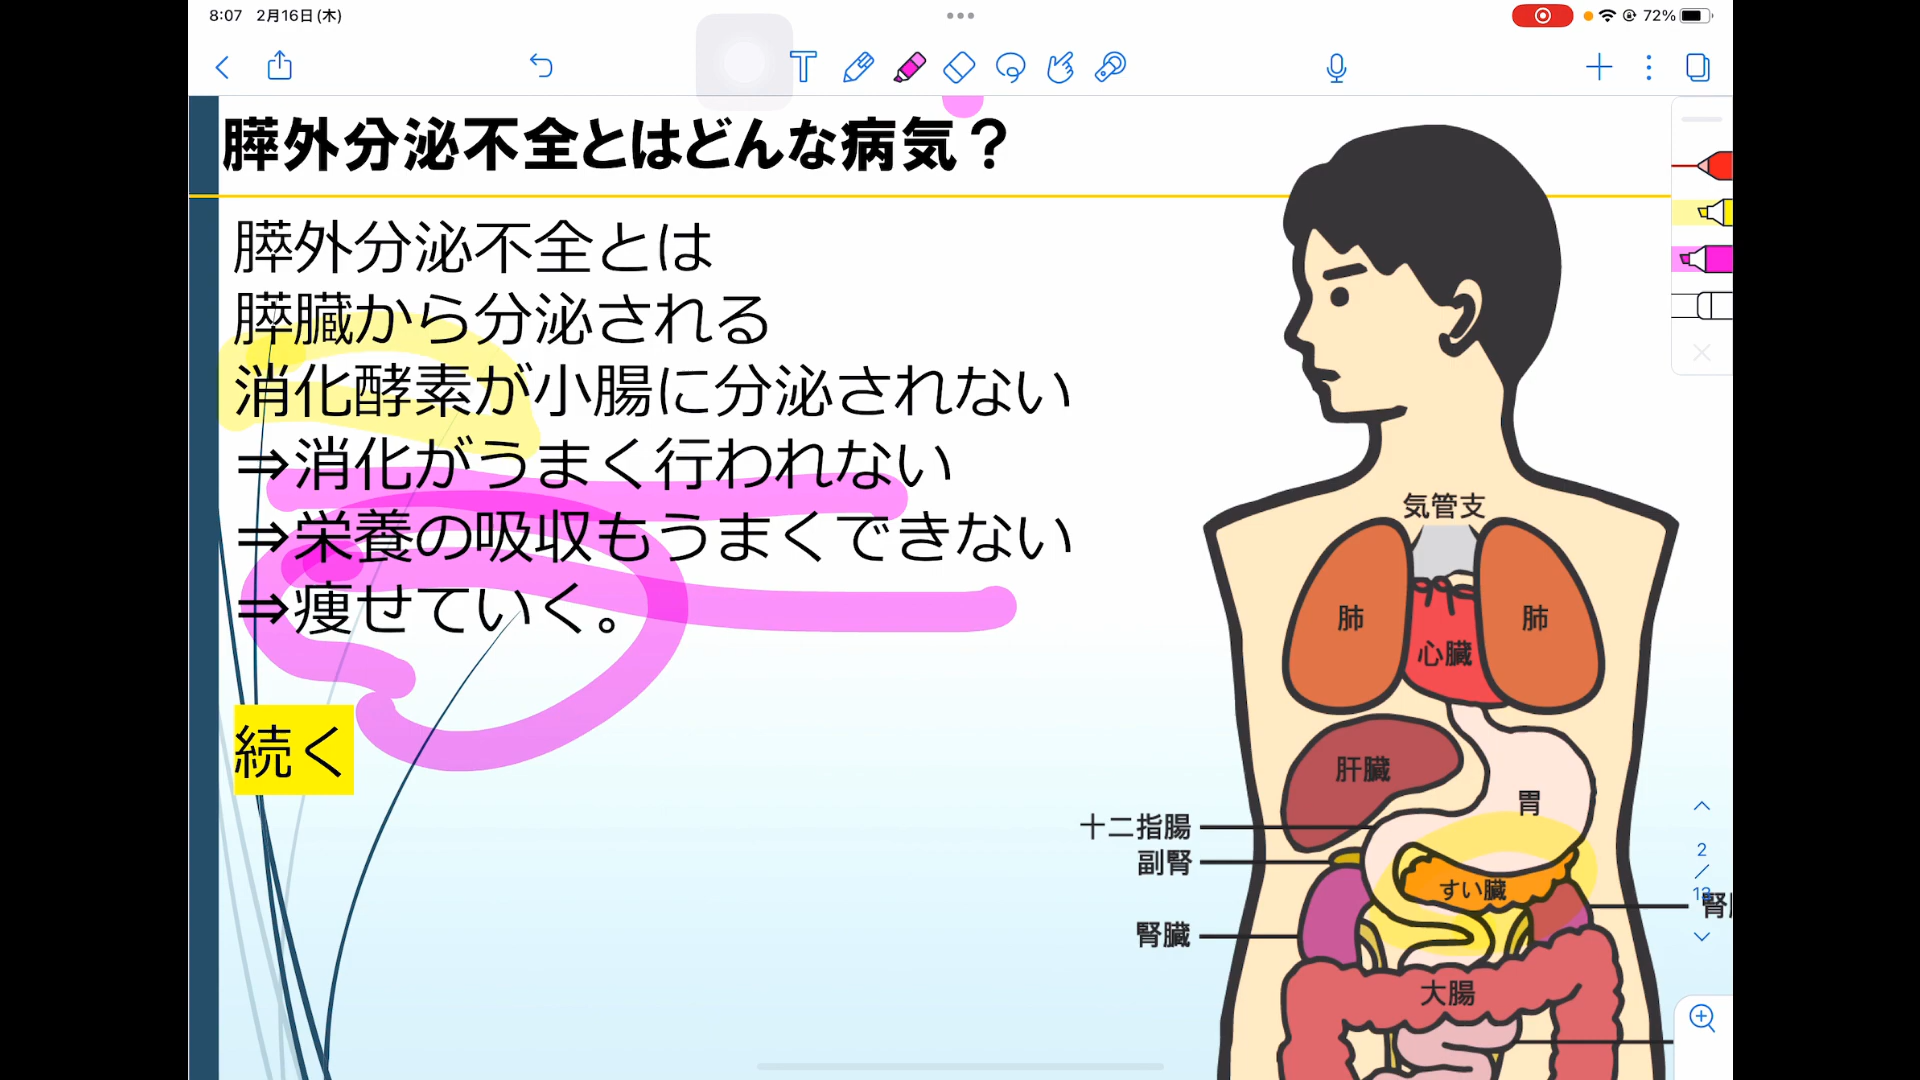 8:07 2月16日(木)
72%
膵外分泌不全とはどんな病気？
膵外分泌不全とは
膵臓から分泌される
消化酵素が小腸に分泌されない
⇒消化がうまく行われない
⇒栄養の吸収もうまくできない
⇒痩せていく。
続く
気管支
肺
肺
心臓
肝臓
胃
十二指腸
副腎
すい臓
腎臓
腎
大腸
2
/
13